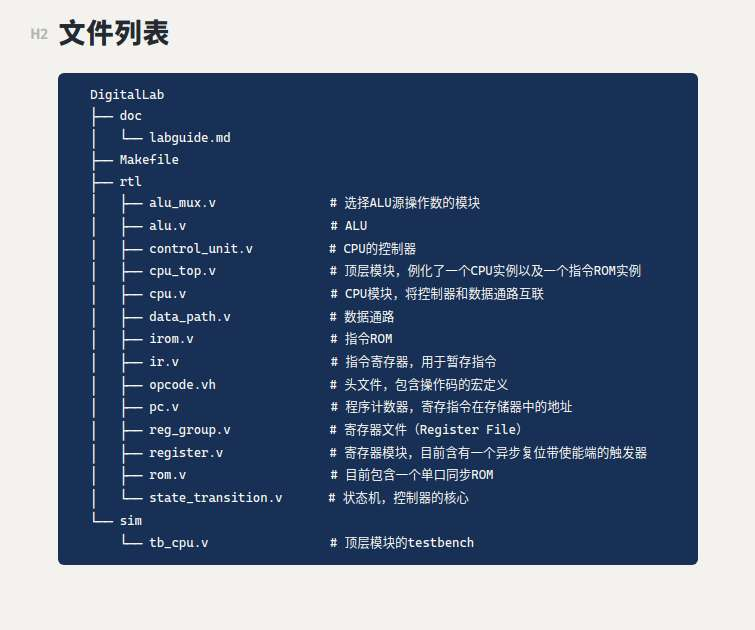 H2 文件列表
DigitalLab
├── doc
│   └── labguide.md
├── Makefile
├── rtl
│   ├── alu_mux.v # 选择ALU源操作数的模块
│   ├── alu.v # ALU
│   ├── control_unit.v # CPU的控制器
│   ├── cpu_top.v # 顶层模块，例化了一个CPU实例以及一个指令ROM实例
│   ├── cpu.v # CPU模块，将控制器和数据通路互联
│   ├── data_path.v # 数据通路
│   ├── irom.v # 指令ROM
│   ├── ir.v # 指令寄存器，用于暂存指令
│   ├── opcode.vh # 头文件，包含操作码的宏定义
│   ├── pc.v # 程序计数器，寄存指令在存储器中的地址
│   ├── reg_group.v # 寄存器文件（Register File）
│   ├── register.v # 寄存器模块，目前含有一个异步复位带使能端的触发器
│   ├── rom.v # 目前包含一个单口同步ROM
│   └── state_transition.v # 状态机，控制器的核心
└── sim
    └── tb_cpu.v # 顶层模块的testbench